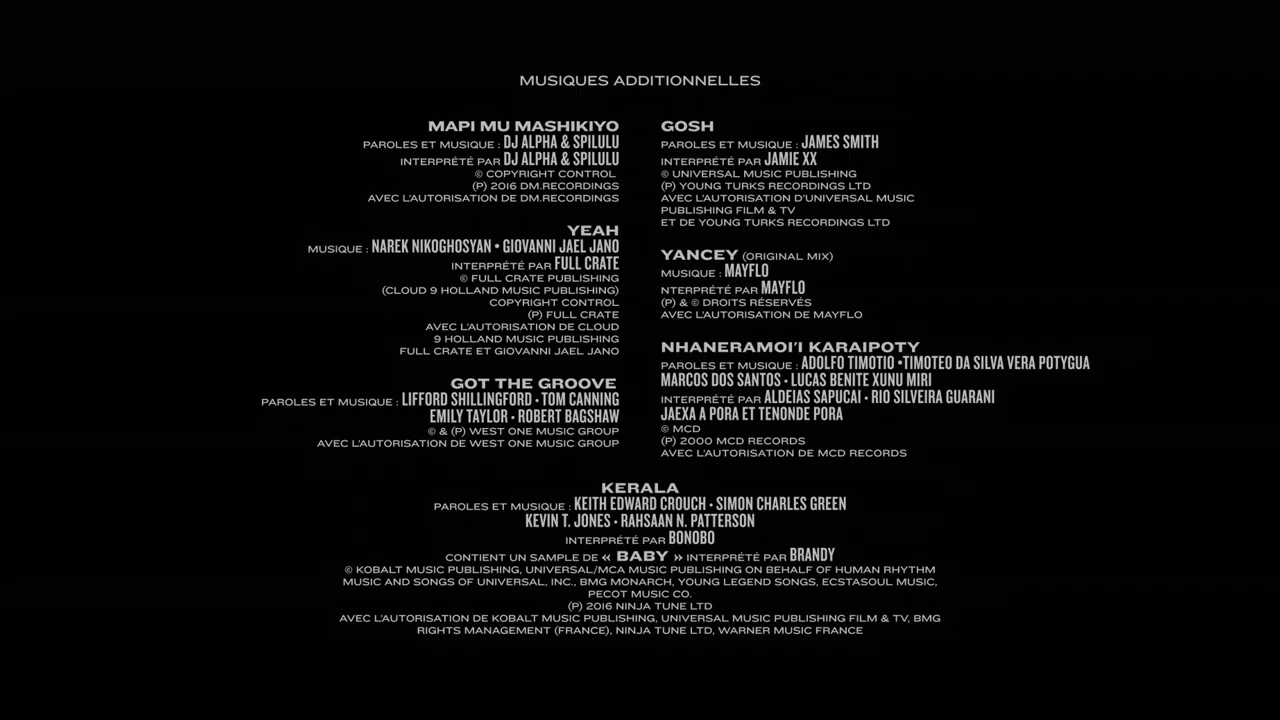 MUSIQUES ADDITIONNELLES
MAPI MU MASHIKIYO
PAROLES ET MUSIQUE : DJ ALPHA & SPILULU
INTERPRÉTÉ PAR DJ ALPHA & SPILULU
© COPYRIGHT CONTROL
(P) 2016 DM.RECORDINGS
AVEC L'AUTORISATION DE DM.RECORDINGS
YEAH
MUSIQUE : NAREK NIKOGHOSYAN • GIOVANNI JAEL JANO
INTERPRÉTÉ PAR FULL CRATE
© FULL CRATE PUBLISHING
(CLOUD 9 HOLLAND MUSIC PUBLISHING)
COPYRIGHT CONTROL
(P) FULL CRATE
AVEC L'AUTORISATION DE CLOUD
9 HOLLAND MUSIC PUBLISHING
FULL CRATE ET GIOVANNI JAEL JANO
GOT THE GROOVE
PAROLES ET MUSIQUE : LIFFORD SHILLINGFORD • TOM CANNING
EMILY TAYLOR • ROBERT BAGSHAW
© & (P) WEST ONE MUSIC GROUP
AVEC L'AUTORISATION DE WEST ONE MUSIC GROUP
GOSH
PAROLES ET MUSIQUE : JAMES SMITH
INTERPRÉTÉ PAR JAMIE XX
© UNIVERSAL MUSIC PUBLISHING
(P) YOUNG TURKS RECORDINGS LTD
AVEC L'AUTORISATION D'UNIVERSAL MUSIC
PUBLISHING FILM & TV
ET DE YOUNG TURKS RECORDINGS LTD
YANCEY (ORIGINAL MIX)
MUSIQUE : MAYFLO
NTERPRÉTÉ PAR MAYFLO
(P) & © DROITS RÉSERVÉS
AVEC L'AUTORISATION DE MAYFLO
NHANERAMOI'I KARAIPOTY
PAROLES ET MUSIQUE : ADOLFO TIMOTIO •TIMOTEO DA SILVA VERA POTYGUA
MARCOS DOS SANTOS • LUCAS BENITE XUNU MIRI
INTERPRÉTÉ PAR ALDEIAS SAPUCAI • RIO SILVEIRA GUARANI
JAEXA A PORA ET TENONDE PORA
© MCD
(P) 2000 MCD RECORDS
AVEC L'AUTORISATION DE MCD RECORDS
KERALA
PAROLES ET MUSIQUE : KEITH EDWARD CROUCH • SIMON CHARLES GREEN
KEVIN T. JONES • RAHSAAN N. PATTERSON
INTERPRÉTÉ PAR BONOBO
CONTIENT UN SAMPLE DE « BABY » INTERPRÉTÉ PAR BRANDY
© KOBALT MUSIC PUBLISHING, UNIVERSAL/MCA MUSIC PUBLISHING ON BEHALF OF HUMAN RHYTHM
MUSIC AND SONGS OF UNIVERSAL, INC., BMG MONARCH, YOUNG LEGEND SONGS, ECSTASOUL MUSIC,
PECOT MUSIC CO.
(P) 2016 NINJA TUNE LTD
AVEC L'AUTORISATION DE KOBALT MUSIC PUBLISHING, UNIVERSAL MUSIC PUBLISHING FILM & TV, BMG
RIGHTS MANAGEMENT (FRANCE), NINJA TUNE LTD, WARNER MUSIC FRANCE